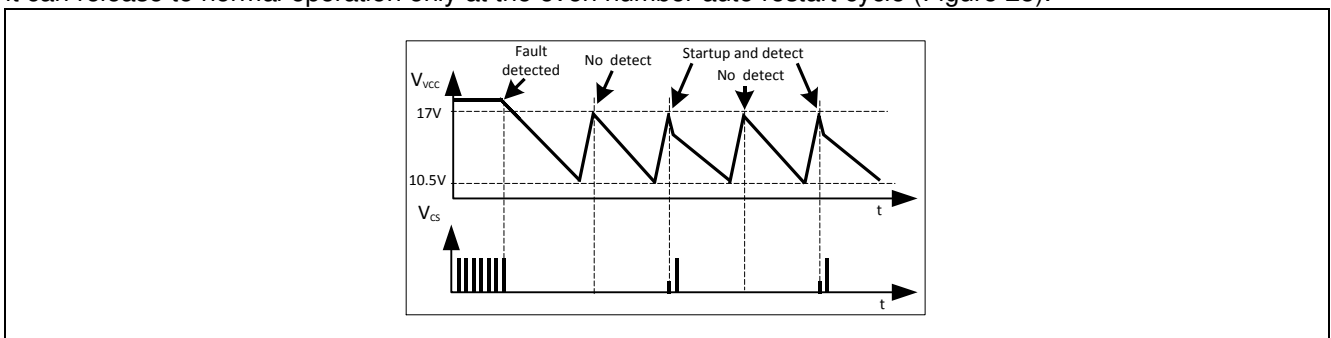 it can release to normal operation only at the even number auto restart cycle (Figure 23).
Fault
detected
No detect
Startup and detect
No detect
Vvcc
17V
10.5V
t
Vcs
t